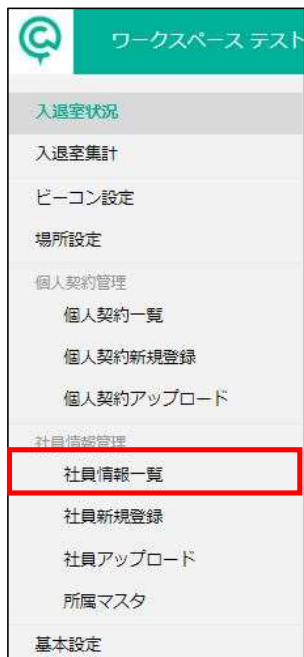 ワークスペース テスト
入退室状況
入退室集計
ビーコン設定
場所設定
個人契約管理
個人契約一覧
個人契約新規登録
個人契約アップロード
社員情報管理
社員情報一覧
社員新規登録
社員アップロード
所属マスタ
基本設定